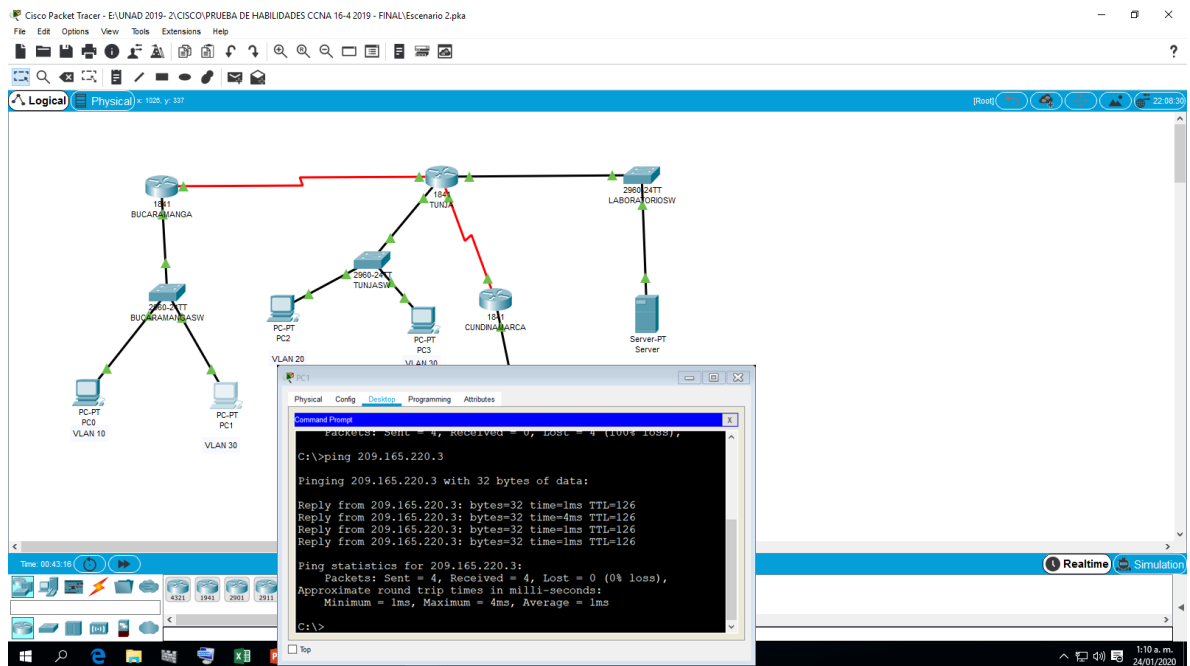 Cisco Packet Tracer - E:\UNAD 2019- 2\CISCO\PRUEBA DE HABILIDADES CCNA 16-4 2019 - FINAL\Escenario 2.pka
File Edit Options View Tools Extensions Help
?
Logical Physical x: 1026, y: 337 [Root] 22:08:30
1841
BUCARAMANGA
1841
TUNJA
2960-24TT
LABORATORIOSW
2960-24TT
BUCARAMANGASW
2960-24TT
TUNJASW
1841
CUNDINAMARCA
PC-PT
PC2
VLAN 20
PC-PT
PC3
VLAN 30
Server-PT
Server
PC-PT
PC0
VLAN 10
PC-PT
PC1
VLAN 30
PC1
Physical Config Desktop Programming Attributes
Command Prompt X
Packets: Sent = 4, Received = 0, Lost = 4 (100% loss),
C:\>ping 209.165.220.3
Pinging 209.165.220.3 with 32 bytes of data:
Reply from 209.165.220.3: bytes=32 time=1ms TTL=126
Reply from 209.165.220.3: bytes=32 time=4ms TTL=126
Reply from 209.165.220.3: bytes=32 time=1ms TTL=126
Reply from 209.165.220.3: bytes=32 time=1ms TTL=126
Ping statistics for 209.165.220.3:
Packets: Sent = 4, Received = 4, Lost = 0 (0% loss),
Approximate round trip times in milli-seconds:
Minimum = 1ms, Maximum = 4ms, Average = 1ms
C:\>
Top
Time: 00:43:16
Realtime Simulation
4321 1941 2901 2911
1:10 a. m.
24/01/2020